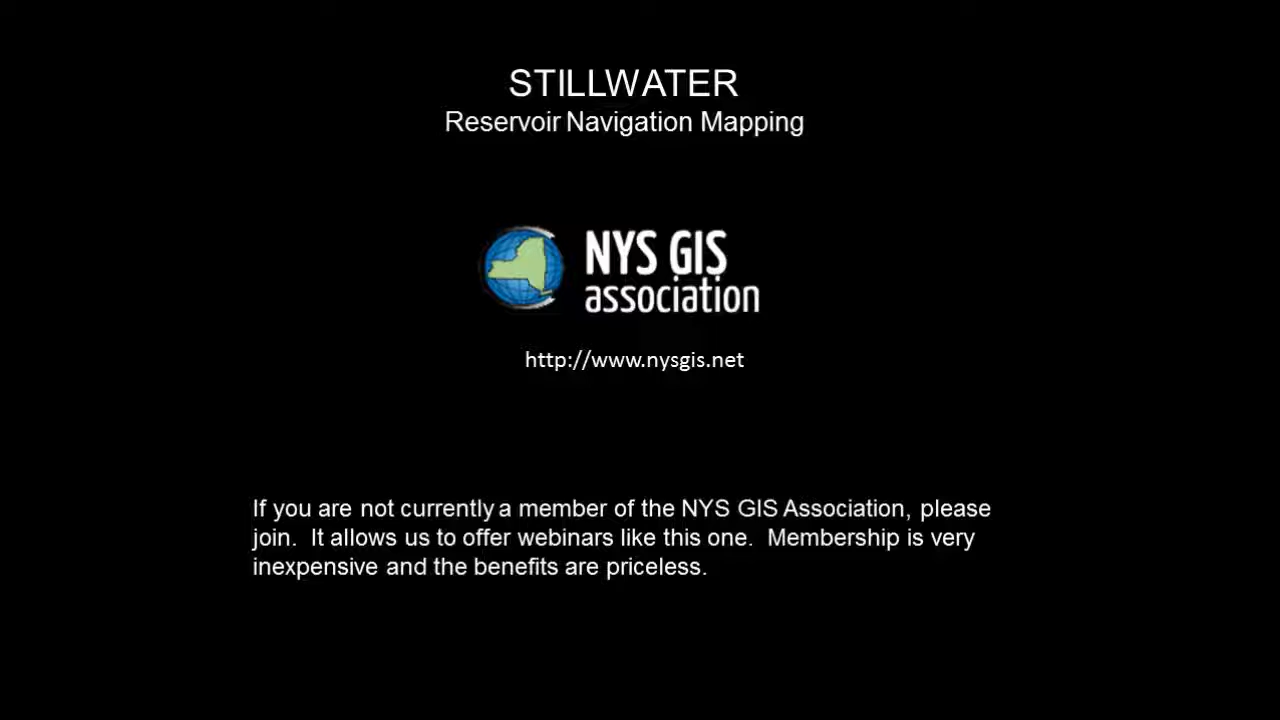 STILLWATER
Reservoir Navigation Mapping
NYS GIS
association
http://www.nysgis.net
If you are not currently a member of the NYS GIS Association, please
join.  It allows us to offer webinars like this one.  Membership is very
inexpensive and the benefits are priceless.